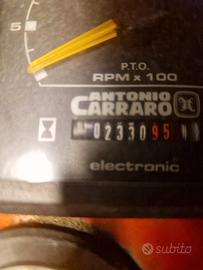 5
P.T.O.
RPM x 100
ANTONIO
CARRARO
0233095
electronic
subito